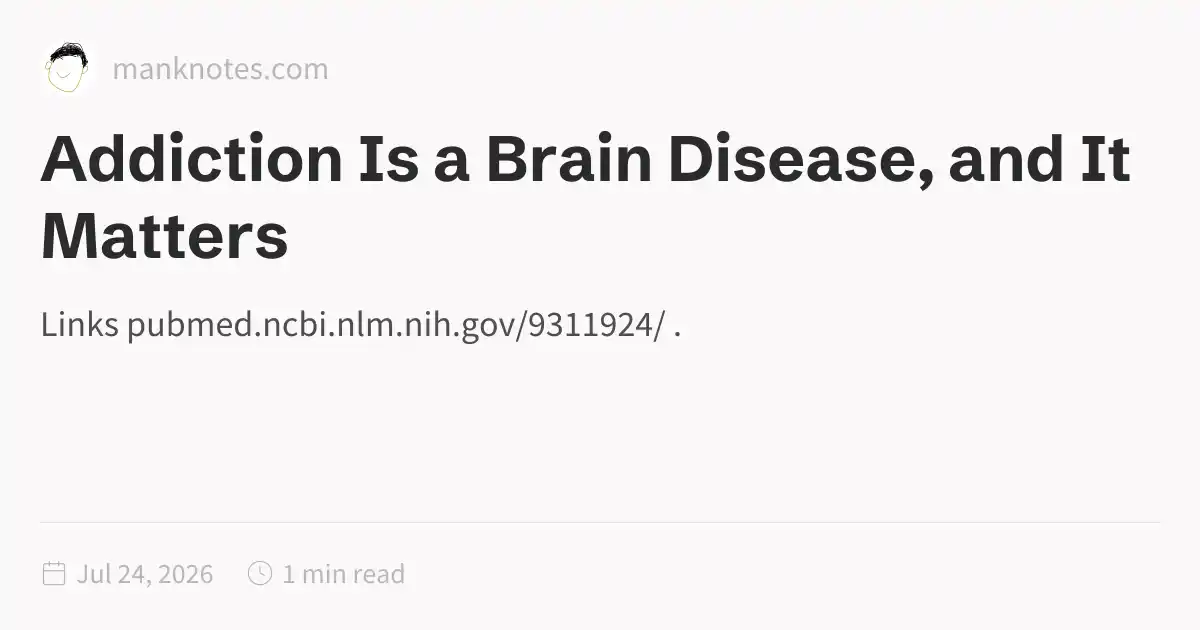 manknotes.com
Addiction Is a Brain Disease, and It
Matters
Links pubmed.ncbi.nlm.nih.gov/9311924/ .
Jul 24, 2026 1 min read